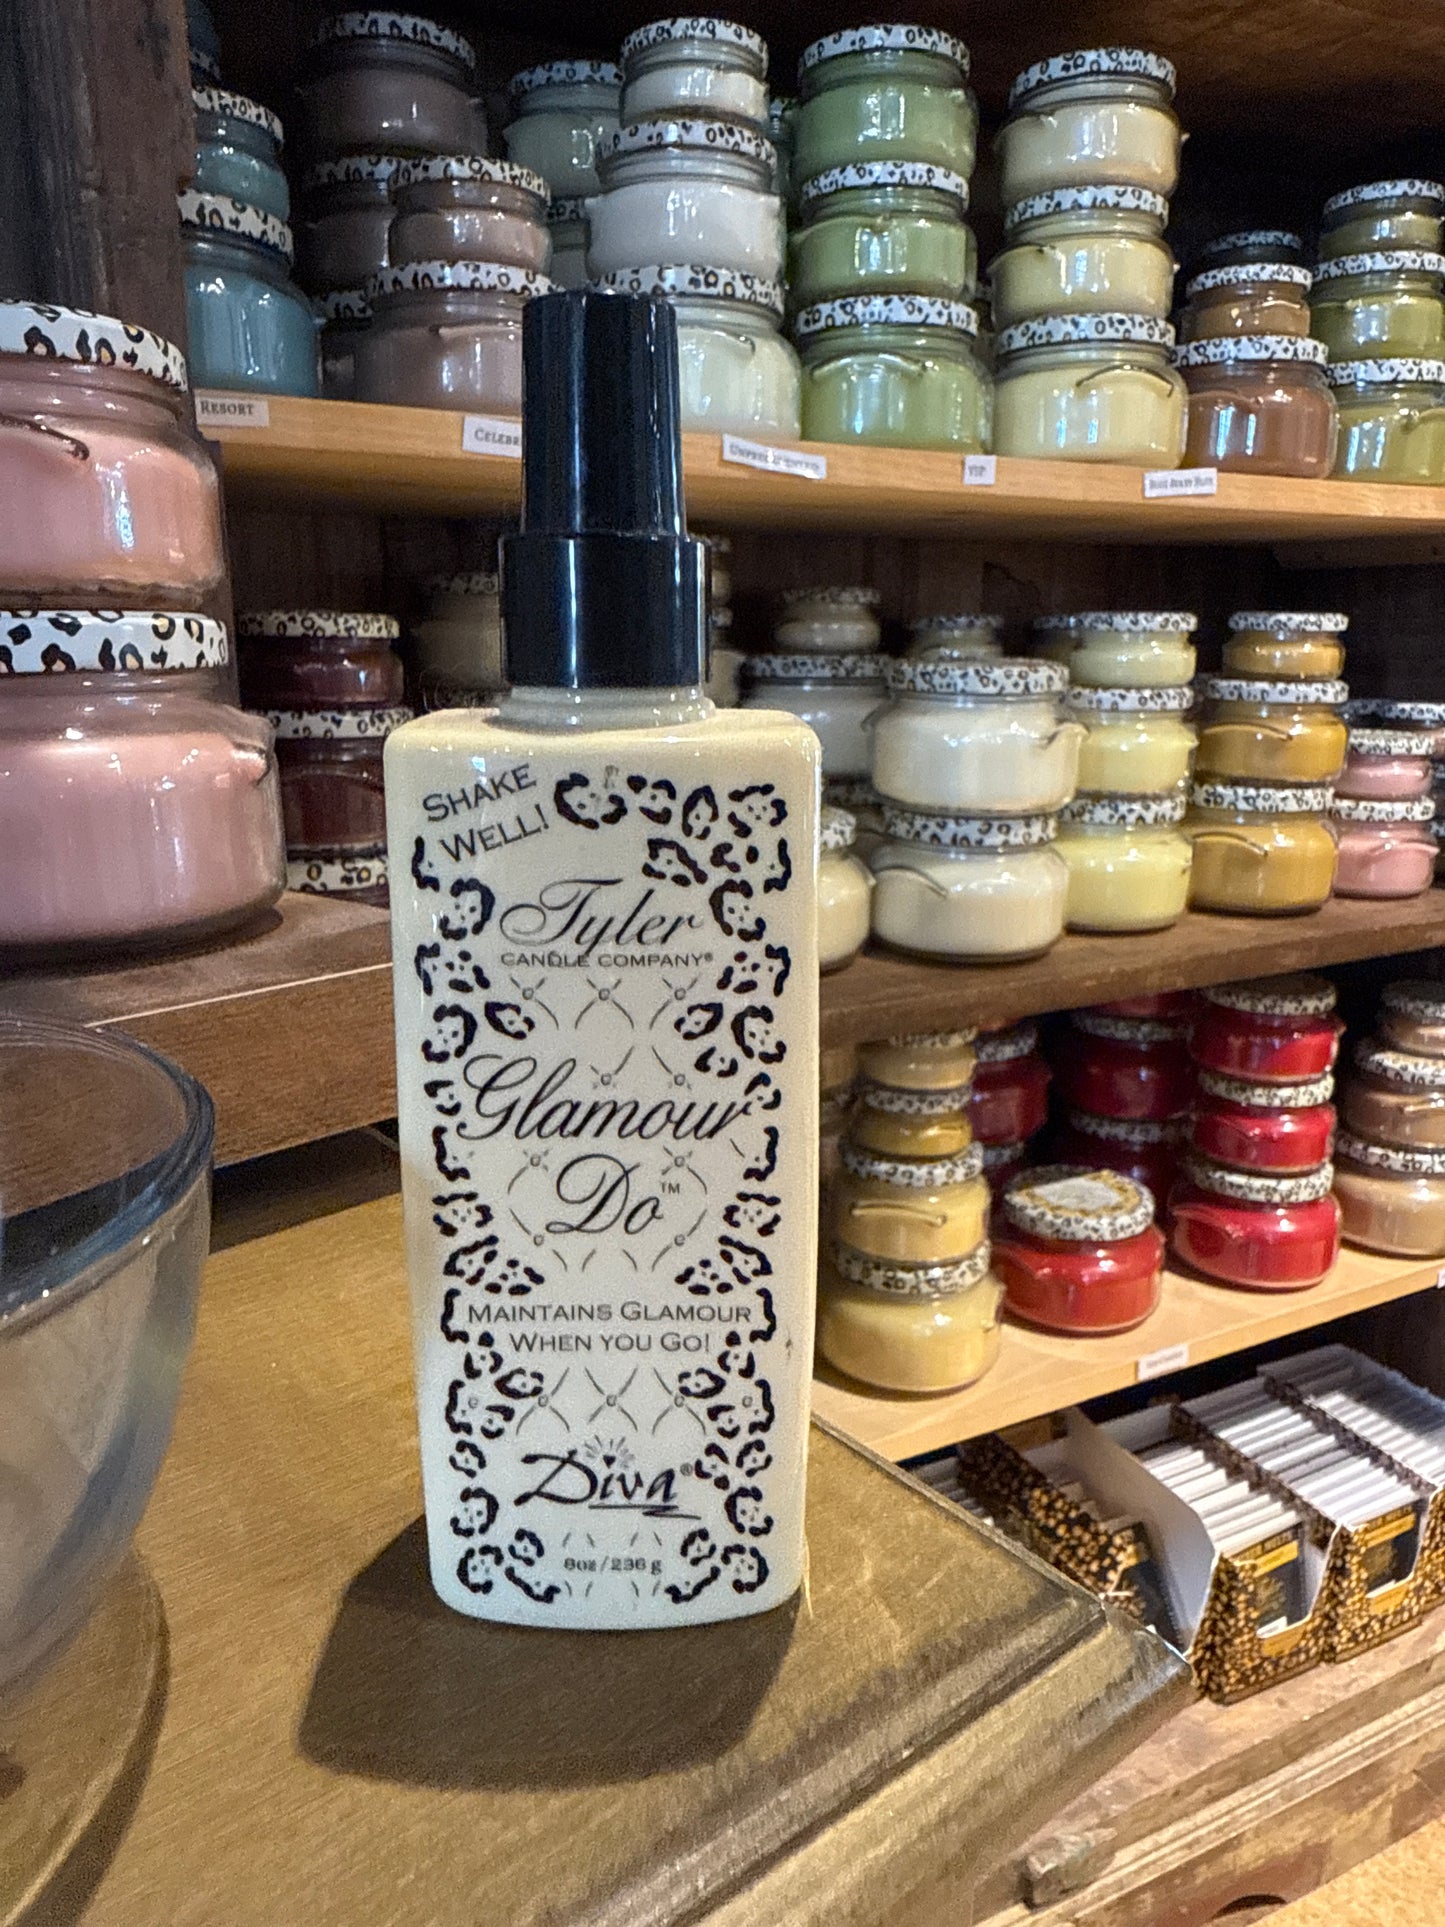 Resort
VIP
SHAKE
WELL!
Tyler
CANDLE COMPANY®
Glamour
Do™
MAINTAINS GLAMOUR
WHEN YOU GO!
Diva®
8oz / 236 g